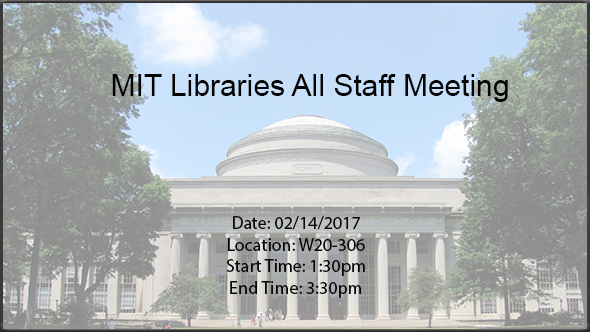 MIT Libraries All Staff Meeting
Date: 02/14/2017
Location: W20-306
Start Time: 1:30pm
End Time: 3:30pm